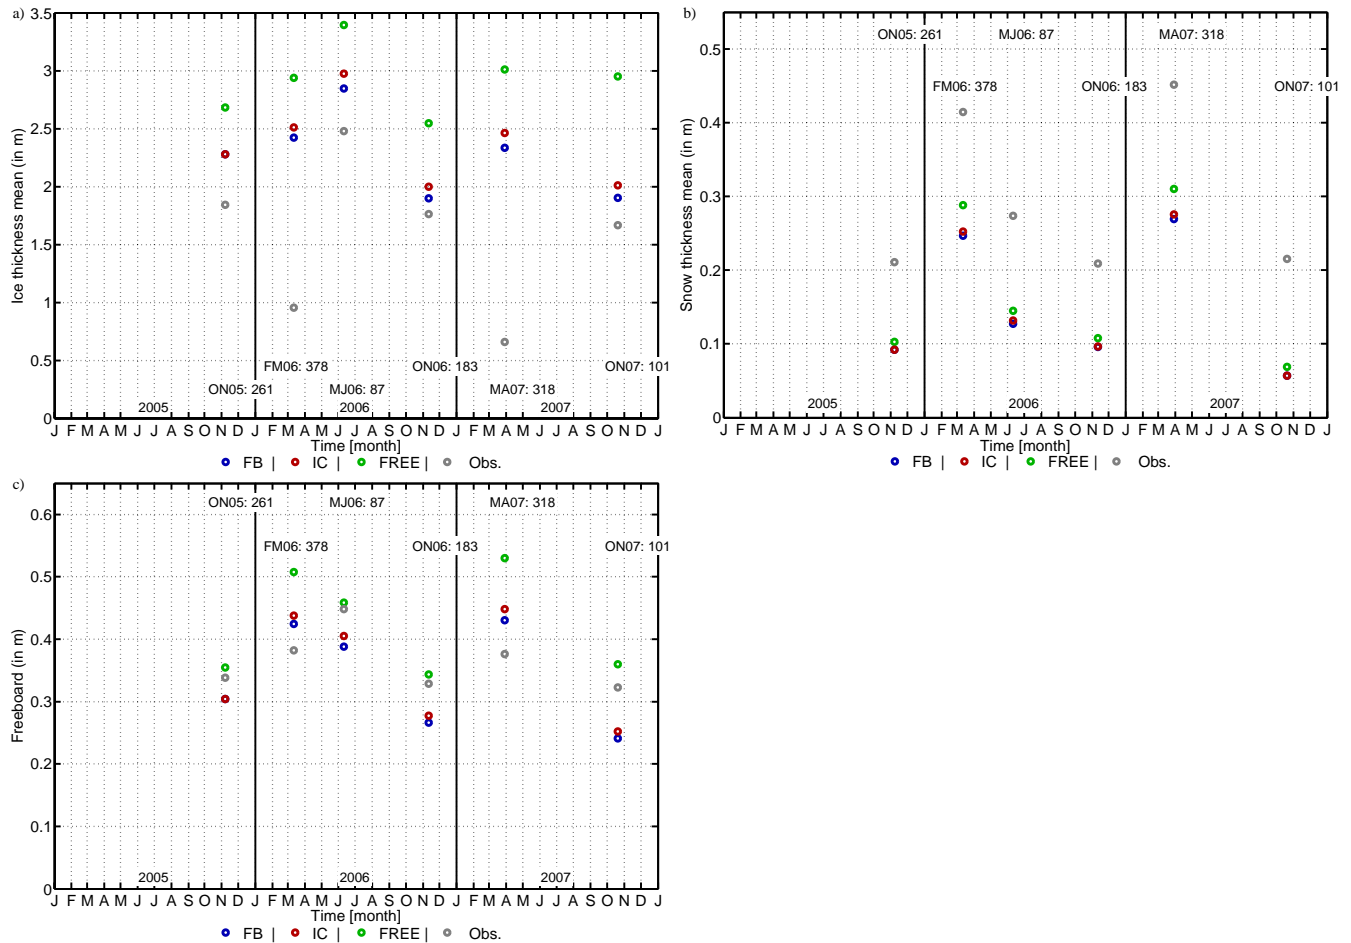 a)
Ice thickness mean (in m)
3.5
3
2.5
2
1.5
1
0.5
0
FM06: 378
ON06: 183
ON07: 101
ON05: 261
MJ06: 87
MA07: 318
2005
2006
2007
J F M A M J J A S O N D J F M A M J J A S O N D J F M A M J J A S O N D J
Time [month]
FB | IC | FREE | Obs.
b)
Snow thickness mean (in m)
0.5
0.4
0.3
0.2
0.1
0
ON05: 261
MJ06: 87
MA07: 318
FM06: 378
ON06: 183
ON07: 101
2005
2006
2007
J F M A M J J A S O N D J F M A M J J A S O N D J F M A M J J A S O N D J
Time [month]
FB | IC | FREE | Obs.
c)
Freeboard (in m)
0.6
0.5
0.4
0.3
0.2
0.1
0
ON05: 261
MJ06: 87
MA07: 318
FM06: 378
ON06: 183
ON07: 101
2005
2006
2007
J F M A M J J A S O N D J F M A M J J A S O N D J F M A M J J A S O N D J
Time [month]
FB | IC | FREE | Obs.